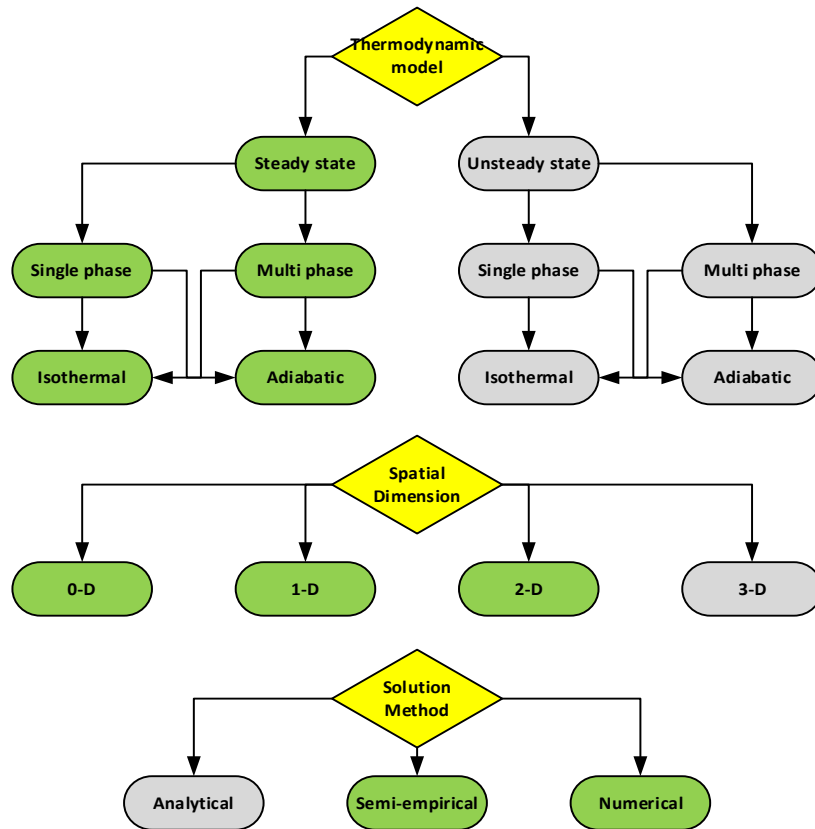 Thermodynamic
model
Steady state
Unsteady state
Single phase
Multi phase
Single phase
Multi phase
Isothermal
Adiabatic
Isothermal
Adiabatic
Spatial
Dimension
0-D
1-D
2-D
3-D
Solution
Method
Analytical
Semi-empirical
Numerical